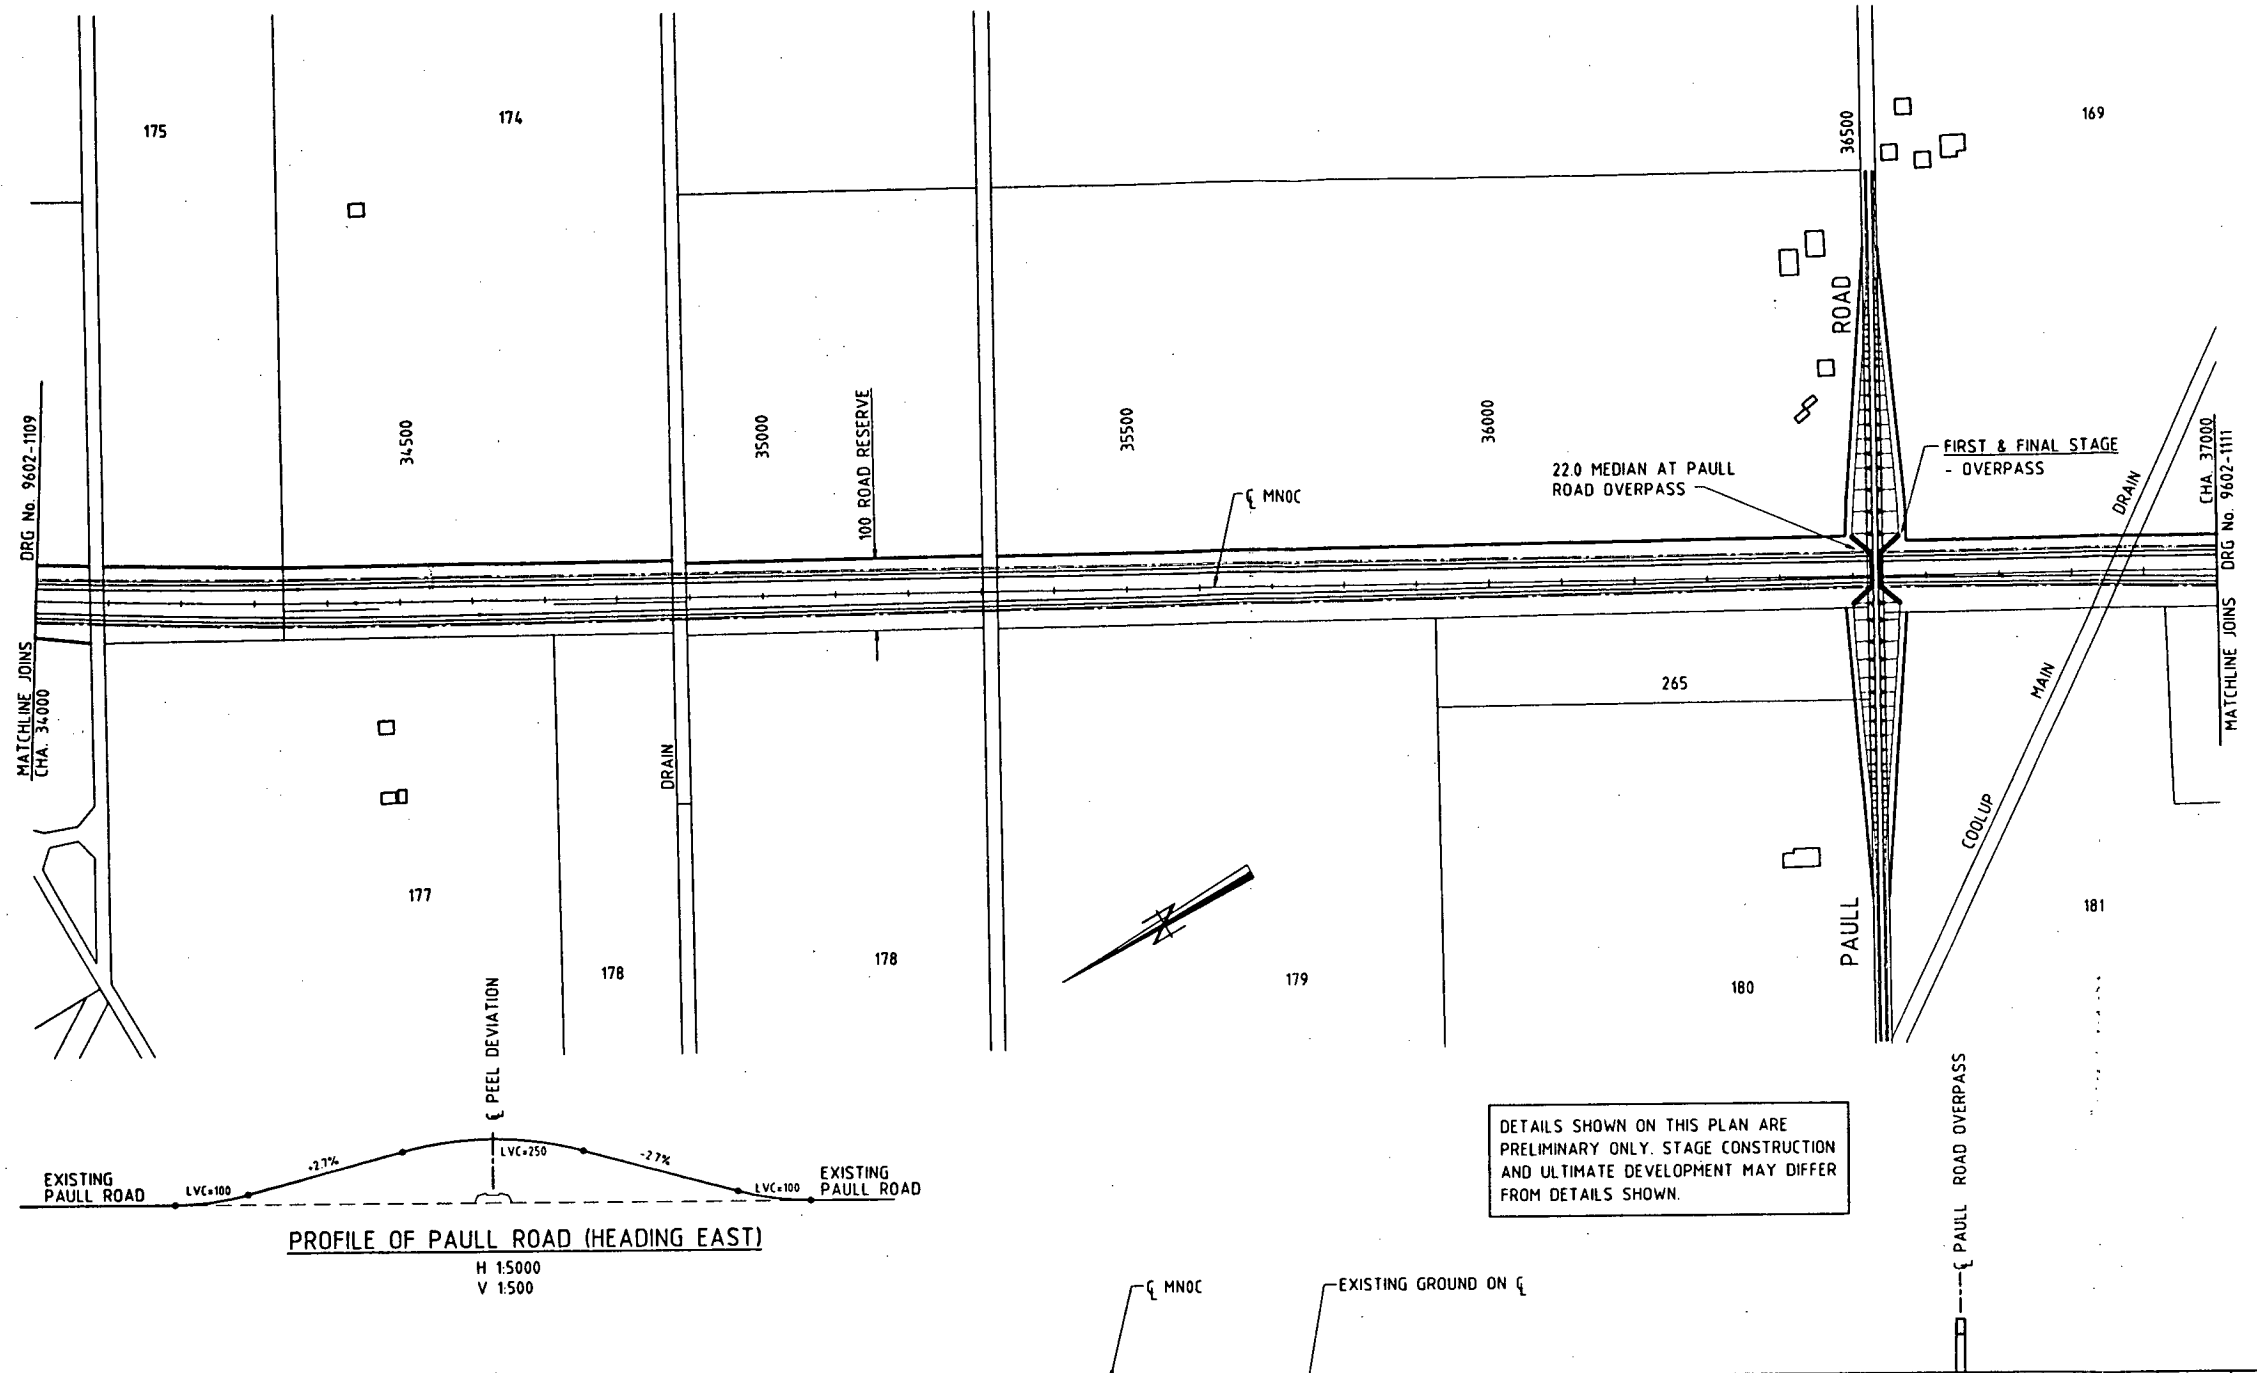 175
174
36500
169
ROAD
DRG No. 9602-1109
34500
35000
100 ROAD RESERVE
35500
36000
℄ MNOC
22.0 MEDIAN AT PAULL
ROAD OVERPASS
FIRST & FINAL STAGE
- OVERPASS
DRAIN
CHA. 37000
DRG No. 9602-1111
MATCHLINE JOINS
CHA. 34000
DRAIN
265
MAIN
MATCHLINE JOINS
COOLUP
177
178
178
N
179
180
PAULL
181
℄ PEEL DEVIATION
EXISTING
PAULL ROAD
LVC=100
+2.7%
LVC=250
-2.7%
LVC=100
EXISTING
PAULL ROAD
PROFILE OF PAULL ROAD (HEADING EAST)
H 1:5000
V 1:500
DETAILS SHOWN ON THIS PLAN ARE
PRELIMINARY ONLY. STAGE CONSTRUCTION
AND ULTIMATE DEVELOPMENT MAY DIFFER
FROM DETAILS SHOWN.
℄ PAULL ROAD OVERPASS
℄ MNOC
EXISTING GROUND ON ℄